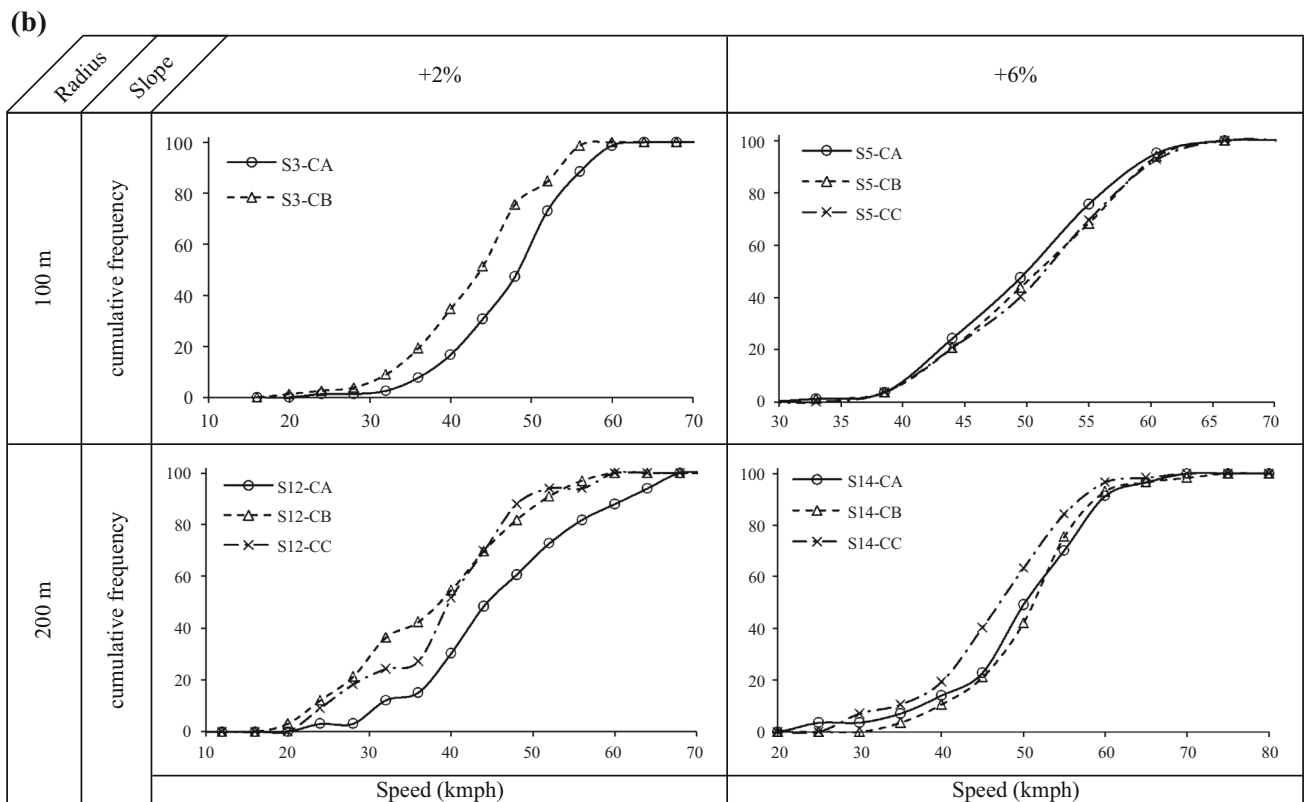 (b)
Radius
Slope
+2%
+6%
100 m
cumulative frequency
100
80
60
40
20
0
10 20 30 40 50 60 70
S3-CA
S3-CB
100
80
60
40
20
0
30 35 40 45 50 55 60 65 70
S5-CA
S5-CB
S5-CC
200 m
cumulative frequency
100
80
60
40
20
0
10 20 30 40 50 60 70
S12-CA
S12-CB
S12-CC
100
80
60
40
20
0
20 30 40 50 60 70 80
S14-CA
S14-CB
S14-CC
Speed (kmph)
Speed (kmph)